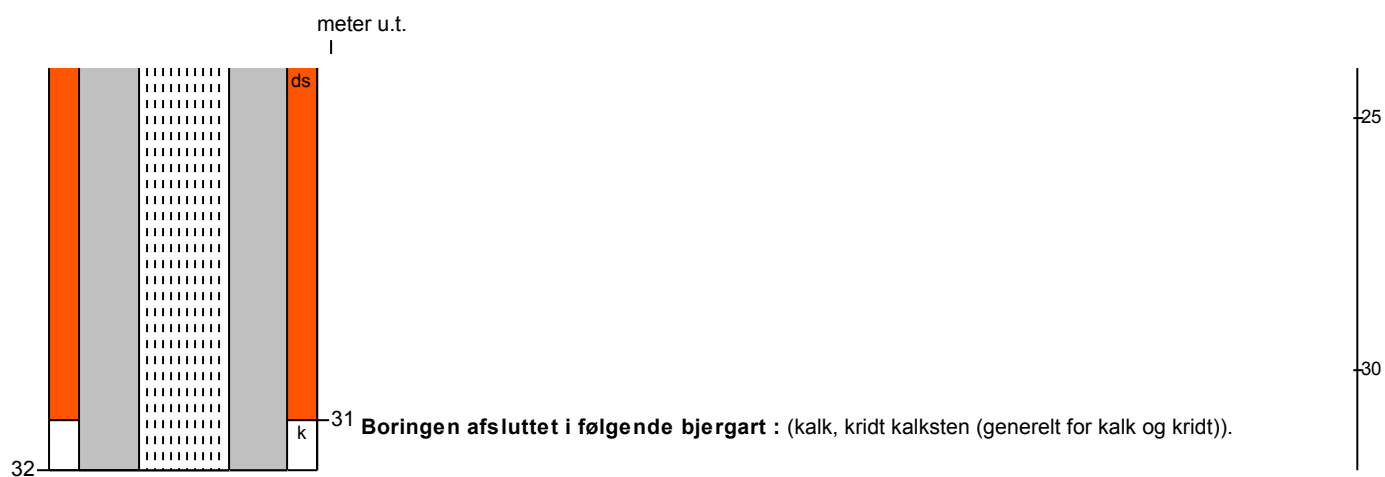 meter u.t.
ds
25
30
31 Boringen afsluttet i følgende bjergart : (kalk, kridt kalksten (generelt for kalk og kridt)).
k
32